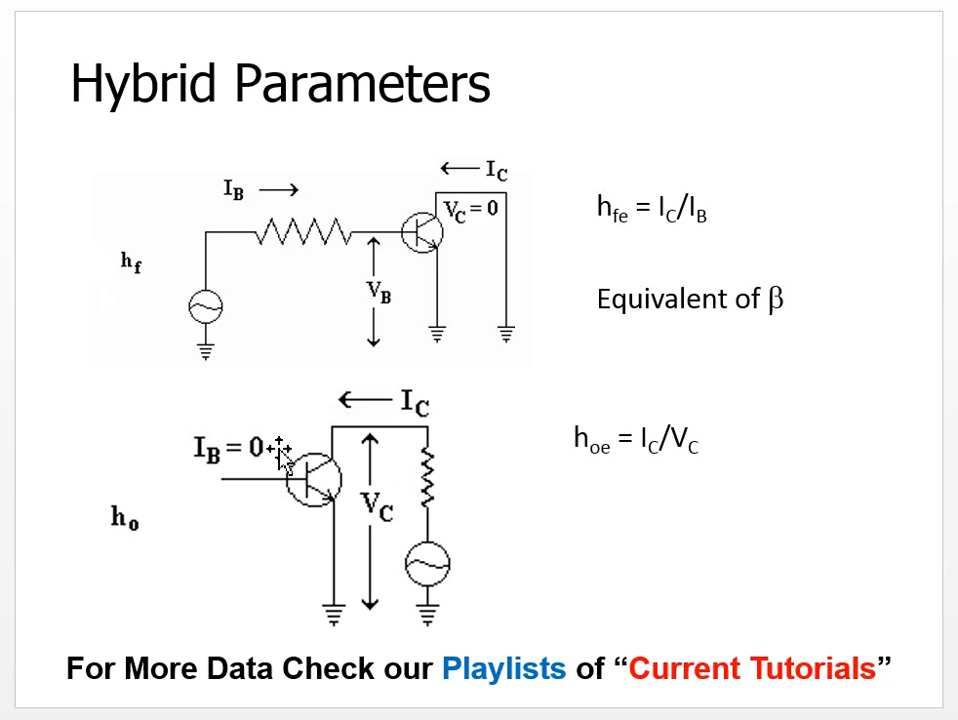 Hybrid Parameters
I_C
I_B
V_C = 0
h_fe = I_C/I_B
h_f
V_B
Equivalent of β
I_C
I_B = 0
h_oe = I_C/V_C
V_C
h_o
For More Data Check our Playlists of “Current Tutorials”